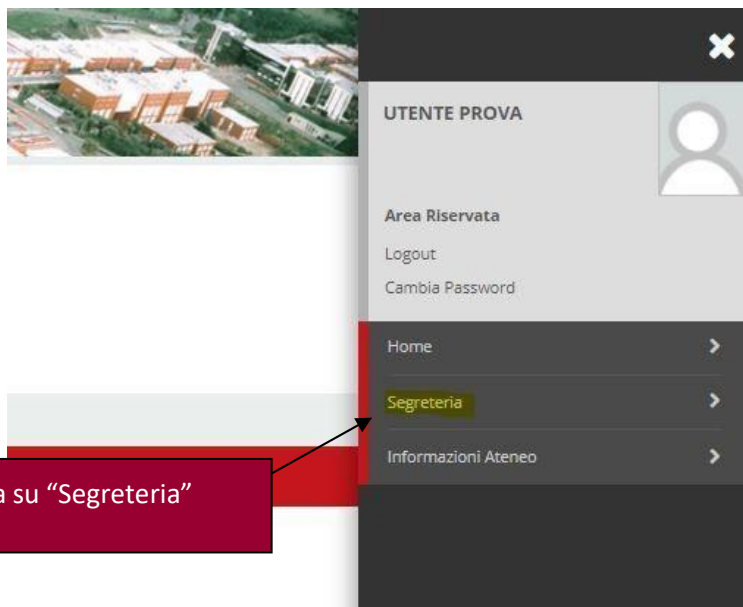 UTENTE PROVA
Area Riservata
Logout
Cambia Password
Home
Segreteria
Informazioni Ateneo
a su “Segreteria”